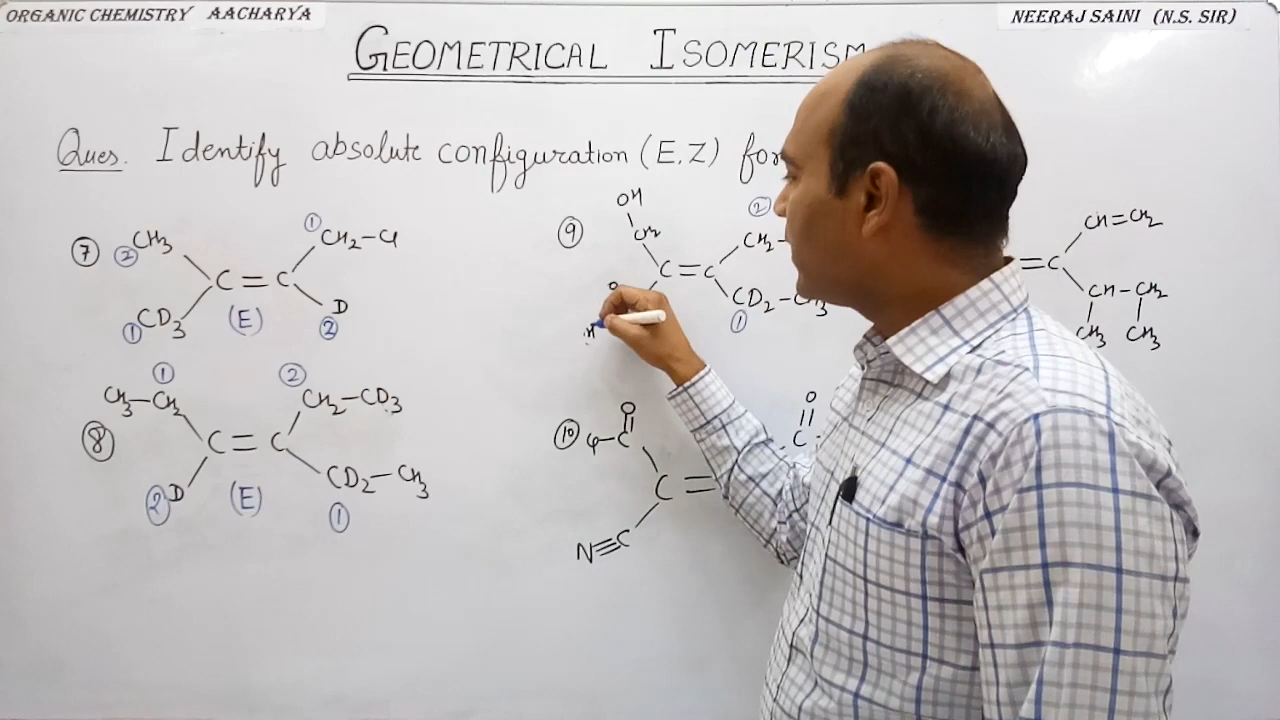 ORGANIC CHEMISTRY AACHARYA
NEERAJ SAINI (N.S. SIR)
GEOMETRICAL ISOMERISM
Ques. Identify absolute configuration (E,Z) for
7
② CH3
C=C
① CH2-Cl
① CD3
(E)
D ②
8
CH3-CH2 ①
② CH2-CD3
C=C
② D
(E)
CD2-CH3
①
9
OH
CH2
C=C
② CH2-
CD2-CH3
①
O
H
=C
CH=CH2
CH-CH2
CH3 CH3
10
O
Cl-C
C=
N≡C
O
C